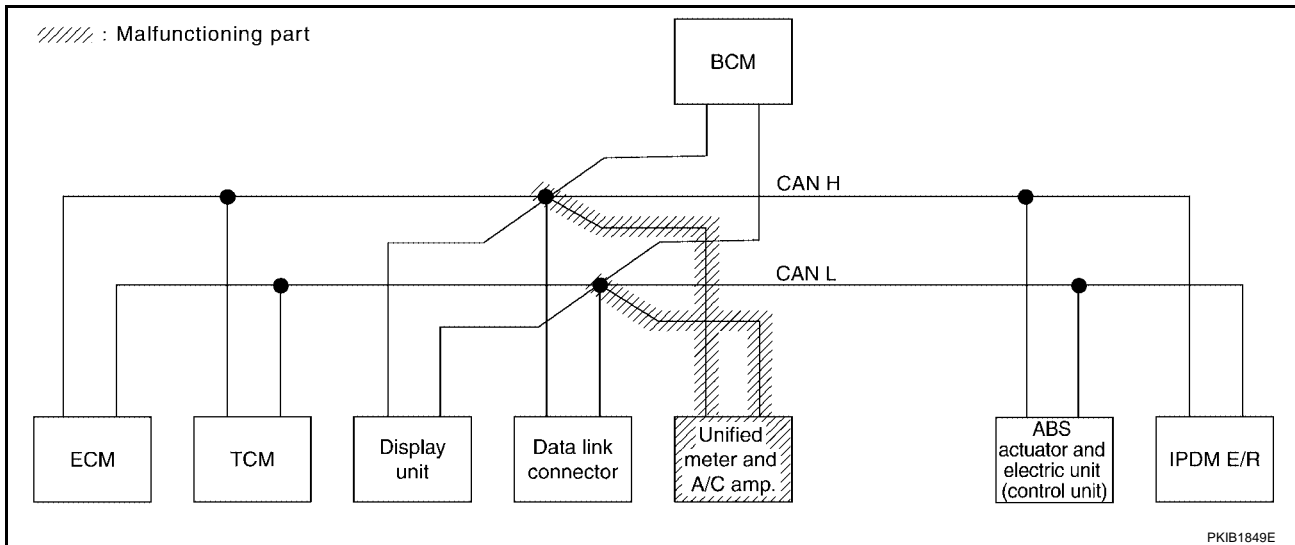 : Malfunctioning part
BCM
CAN H
CAN L
ECM
TCM
Display
unit
Data link
connector
Unified
meter and
A/C amp.
ABS
actuator and
electric unit
(control unit)
IPDM E/R
PKIB1849E